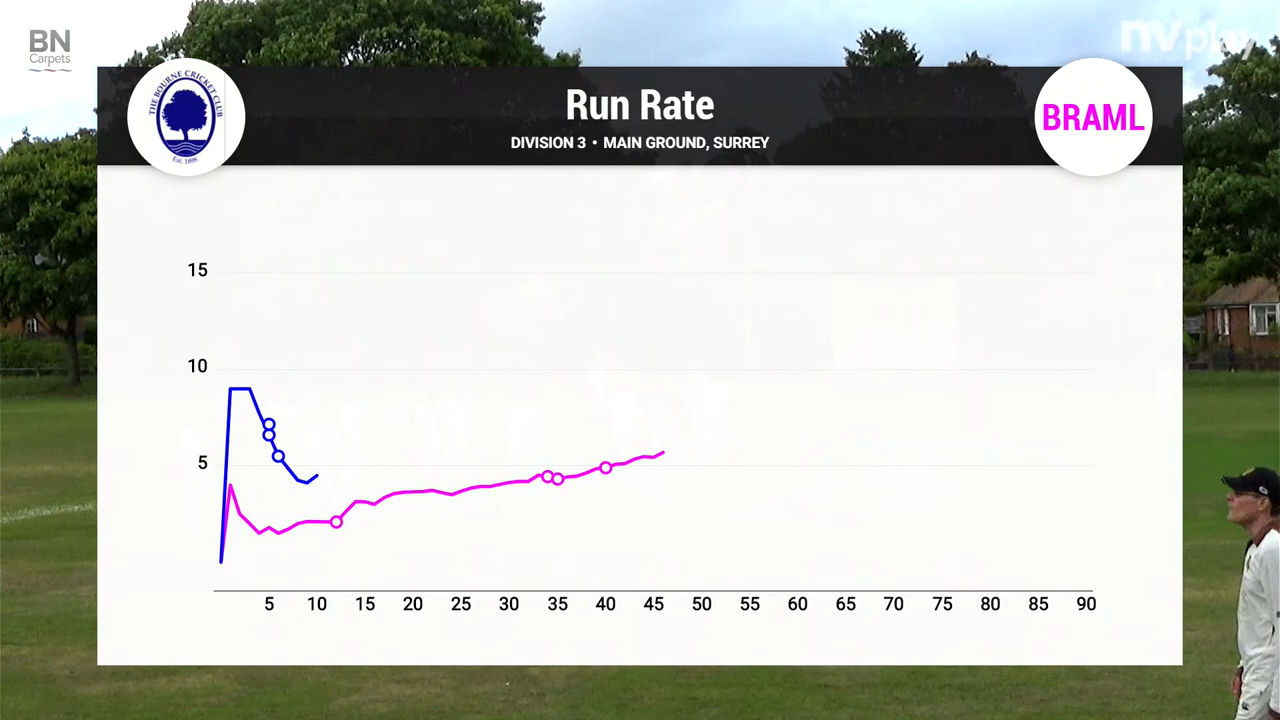 BN
Carpets
nvplay
THE BOURNE CRICKET CLUB
Est. 1896
Run Rate
DIVISION 3 • MAIN GROUND, SURREY
BRAML
15
10
5
5 10 15 20 25 30 35 40 45 50 55 60 65 70 75 80 85 90